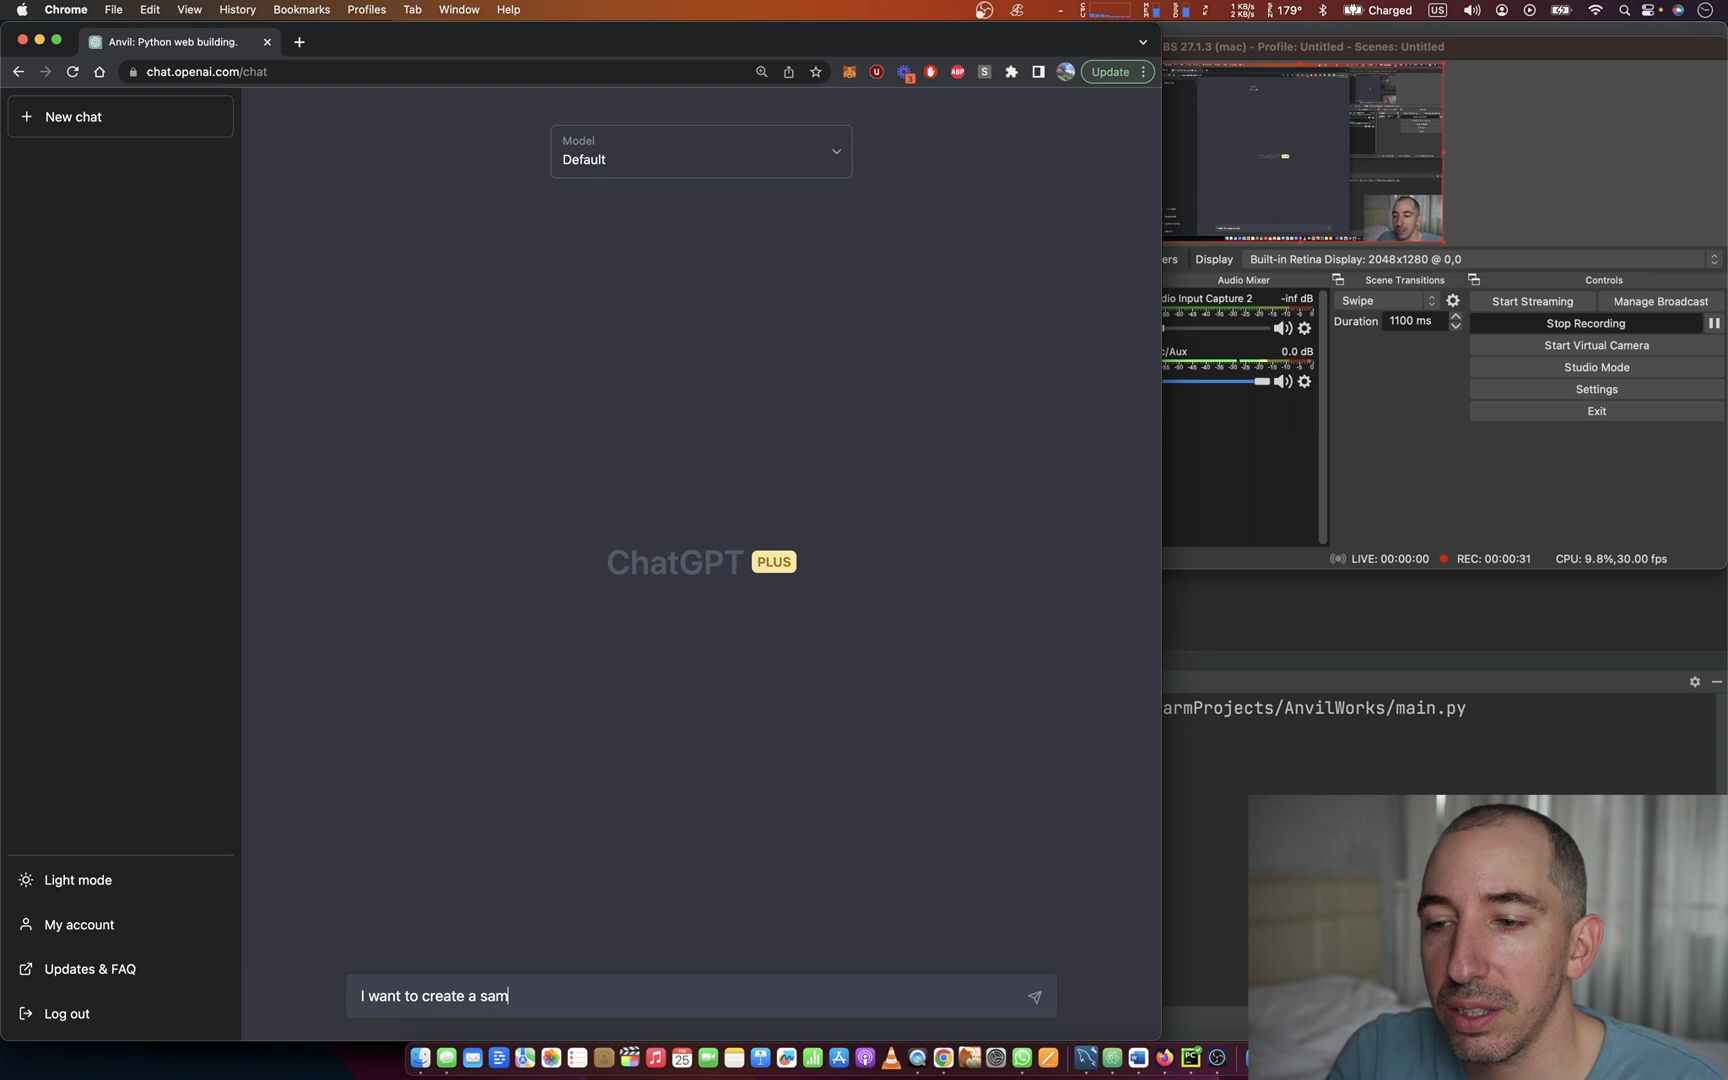 Chrome File Edit View History Bookmarks Profiles Tab Window Help
1 KB/s
2 KB/s
179°
Charged
US
Anvil: Python web building.
BS 27.1.3 (mac) - Profile: Untitled - Scenes: Untitled
chat.openai.com/chat
Update
New chat
Model
Default
ChatGPT PLUS
ers Display Built-in Retina Display: 2048x1280 @ 0,0
Audio Mixer Scene Transitions Controls
dio Input Capture 2 -inf dB
Swipe
Start Streaming Manage Broadcast
Duration 1100 ms
Stop Recording
Start Virtual Camera
c/Aux 0.0 dB
Studio Mode
Settings
Exit
LIVE: 00:00:00 REC: 00:00:31 CPU: 9.8%,30.00 fps
armProjects/AnvilWorks/main.py
Light mode
My account
Updates & FAQ
Log out
I want to create a sam